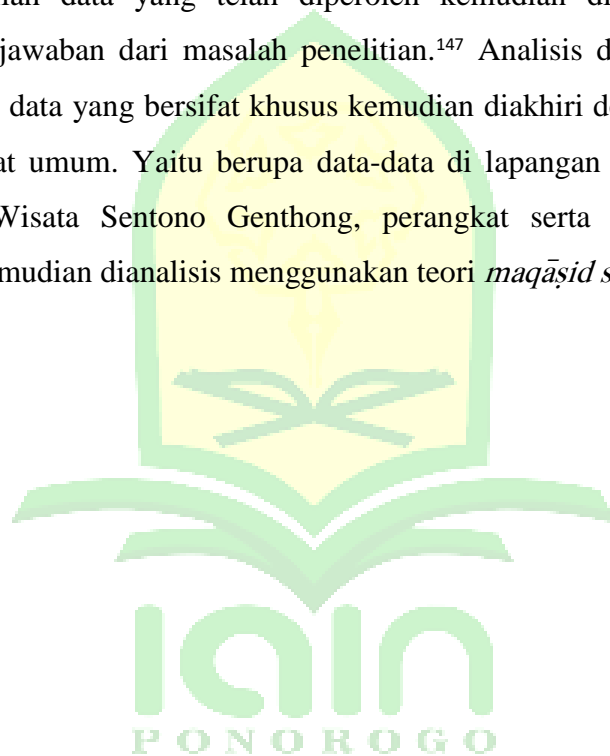 data yang telah diperoleh kemudian
jawaban dari masalah penelitian.¹⁴⁷ Analisis
data yang bersifat khusus kemudian diakhiri
umum. Yaitu berupa data-data di lapangan
Wisata Sentono Genthong, perangkat serta
dianalisis menggunakan teori maqāṣid
iain
PONOROGO